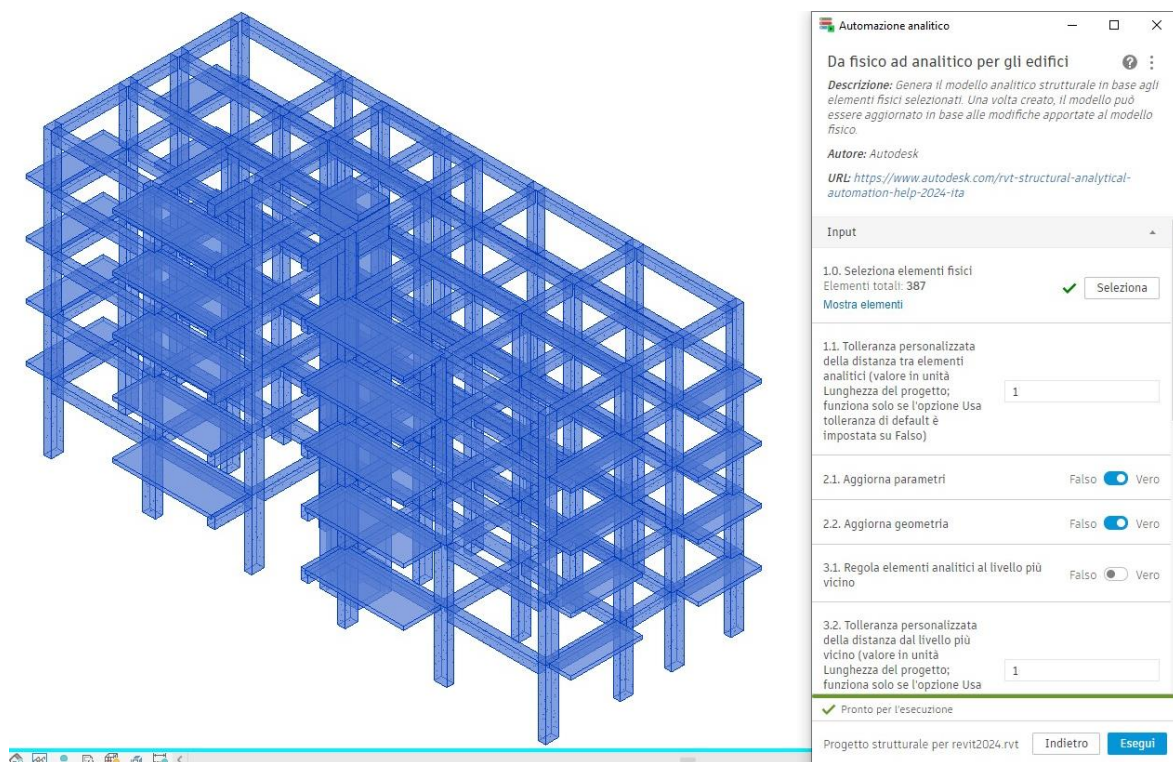 Automazione analitico
Da fisico ad analitico per gli edifici
Descrizione: Genera il modello analitico strutturale in base agli
elementi fisici selezionati. Una volta creato, il modello può
essere aggiornato in base alle modifiche apportate al modello
fisico.
Autore: Autodesk
URL: https://www.autodesk.com/rvt-structural-analytical-
automation-help-2024-ita
Input
1.0. Seleziona elementi fisici
Elementi totali: 387
Seleziona
Mostra elementi
1.1. Tolleranza personalizzata
della distanza tra elementi
analitici (valore in unità
Lunghezza del progetto;
funziona solo se l'opzione Usa
tolleranza di default è
impostata su Falso)
1
2.1. Aggiorna parametri
Falso Vero
2.2. Aggiorna geometria
Falso Vero
3.1. Regola elementi analitici al livello più
vicino
Falso Vero
3.2. Tolleranza personalizzata
della distanza dal livello più
vicino (valore in unità
Lunghezza del progetto;
funziona solo se l'opzione Usa
1
Pronto per l'esecuzione
Progetto strutturale per revit2024.rvt
Indietro
Esegui